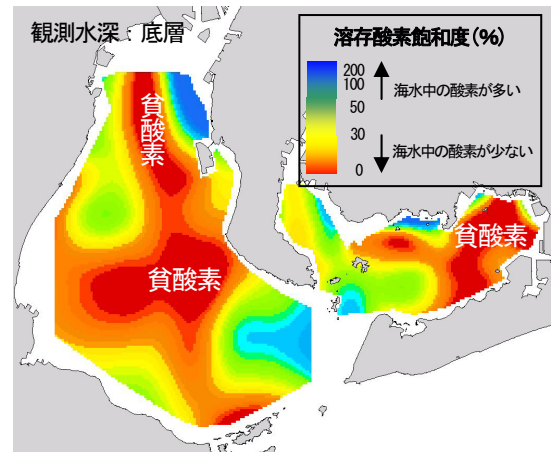 観測水深：底層
溶存酸素飽和度(%)
200
100
50
30
0
海水中の酸素が多い
海水中の酸素が少ない
貧酸素
貧酸素
貧酸素